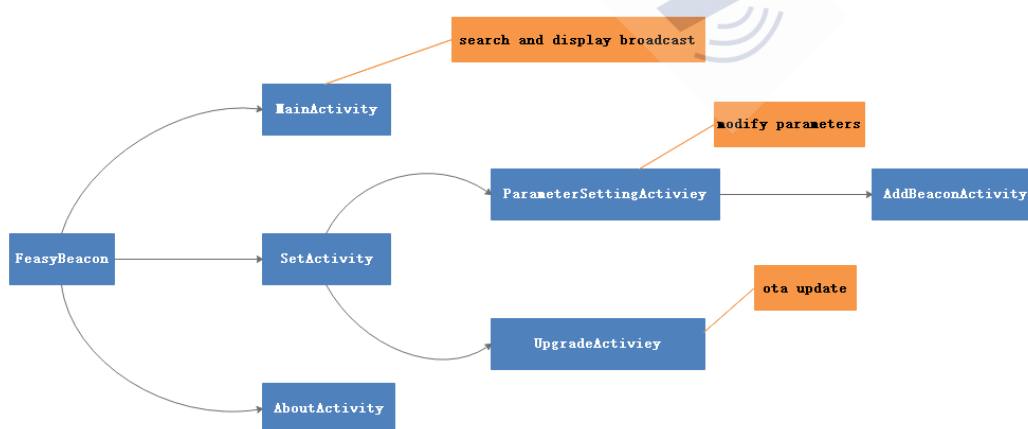 search and display broadcast
MainActivity
modify parameters
ParameterSettingActiviey
AddBeaconActivity
FeasyBeacon
SetActivity
ota update
UpgradeActiviey
AboutActivity